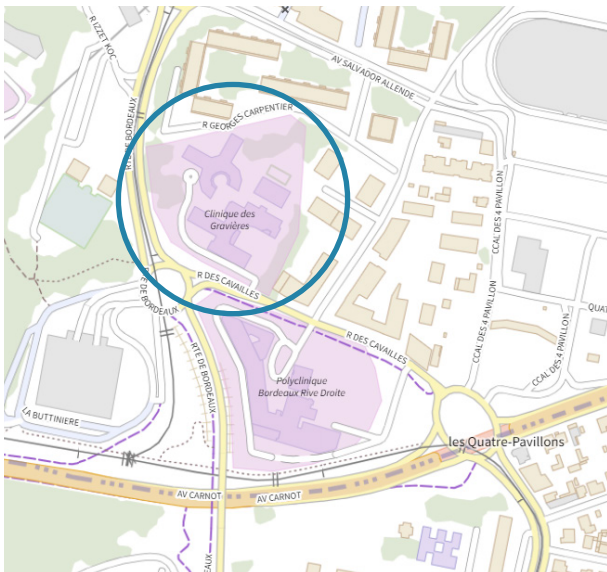 R IZZET KOC
AV SALVADOR ALLENDE
RTE DE BORDEAUX
R GEORGES CARPENTIER
CCAL DES 4 PAVILLON
Clinique des
Gravières
R DES CAVAILLES
RTE DE BORDEAUX
QUAT
R DES CAVAILLES
CCAL DES 4 PAVILLON
RTE DE BORDEAUX
CCAL DES 4 PAVILLON
Polyclinique
Bordeaux Rive Droite
LA BUTTINIERE
les Quatre-Pavillons
AV CARNOT
AV CARNOT
EAUX